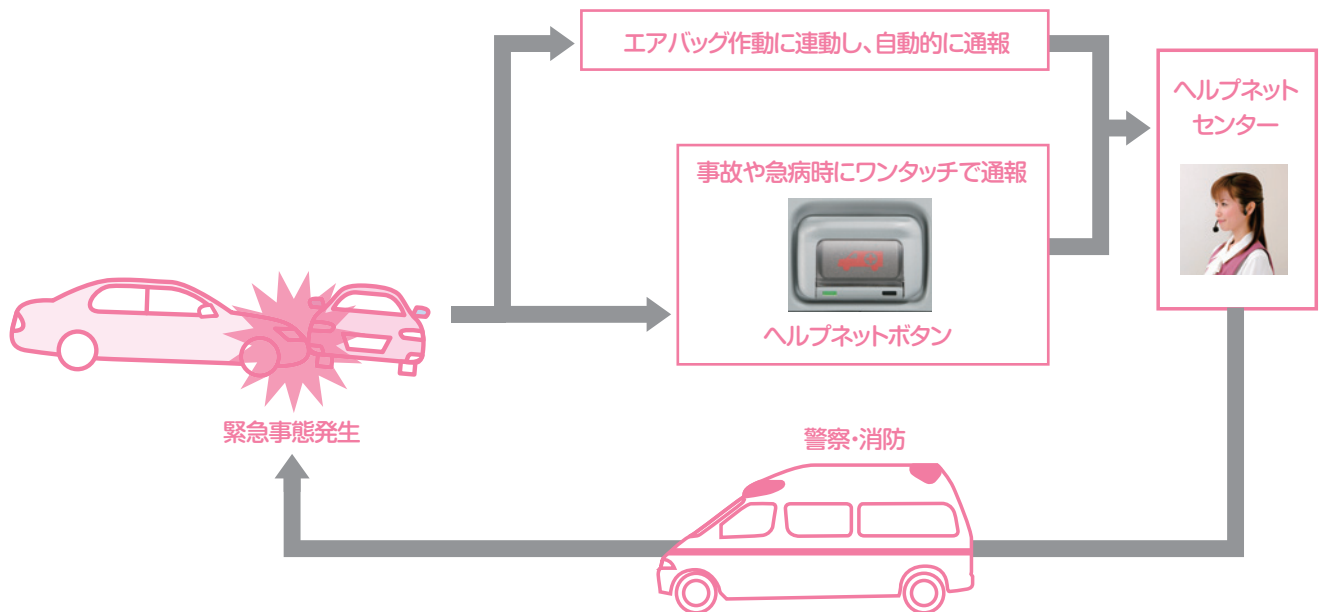 エアバッグ作動に連動し、自動的に通報
ヘルプネット
センター
事故や急病時にワンタッチで通報
ヘルプネットボタン
緊急事態発生
警察・消防